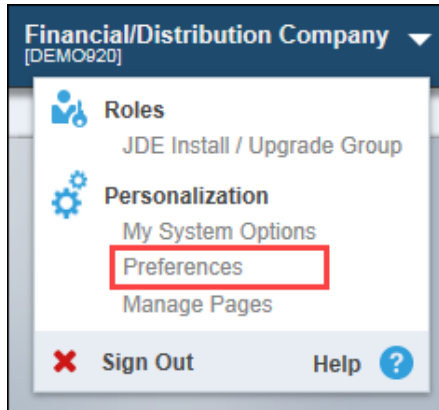 Financial/Distribution Company
[DEMO920]
Roles
JDE Install / Upgrade Group
Personalization
My System Options
Preferences
Manage Pages
Sign Out Help ?